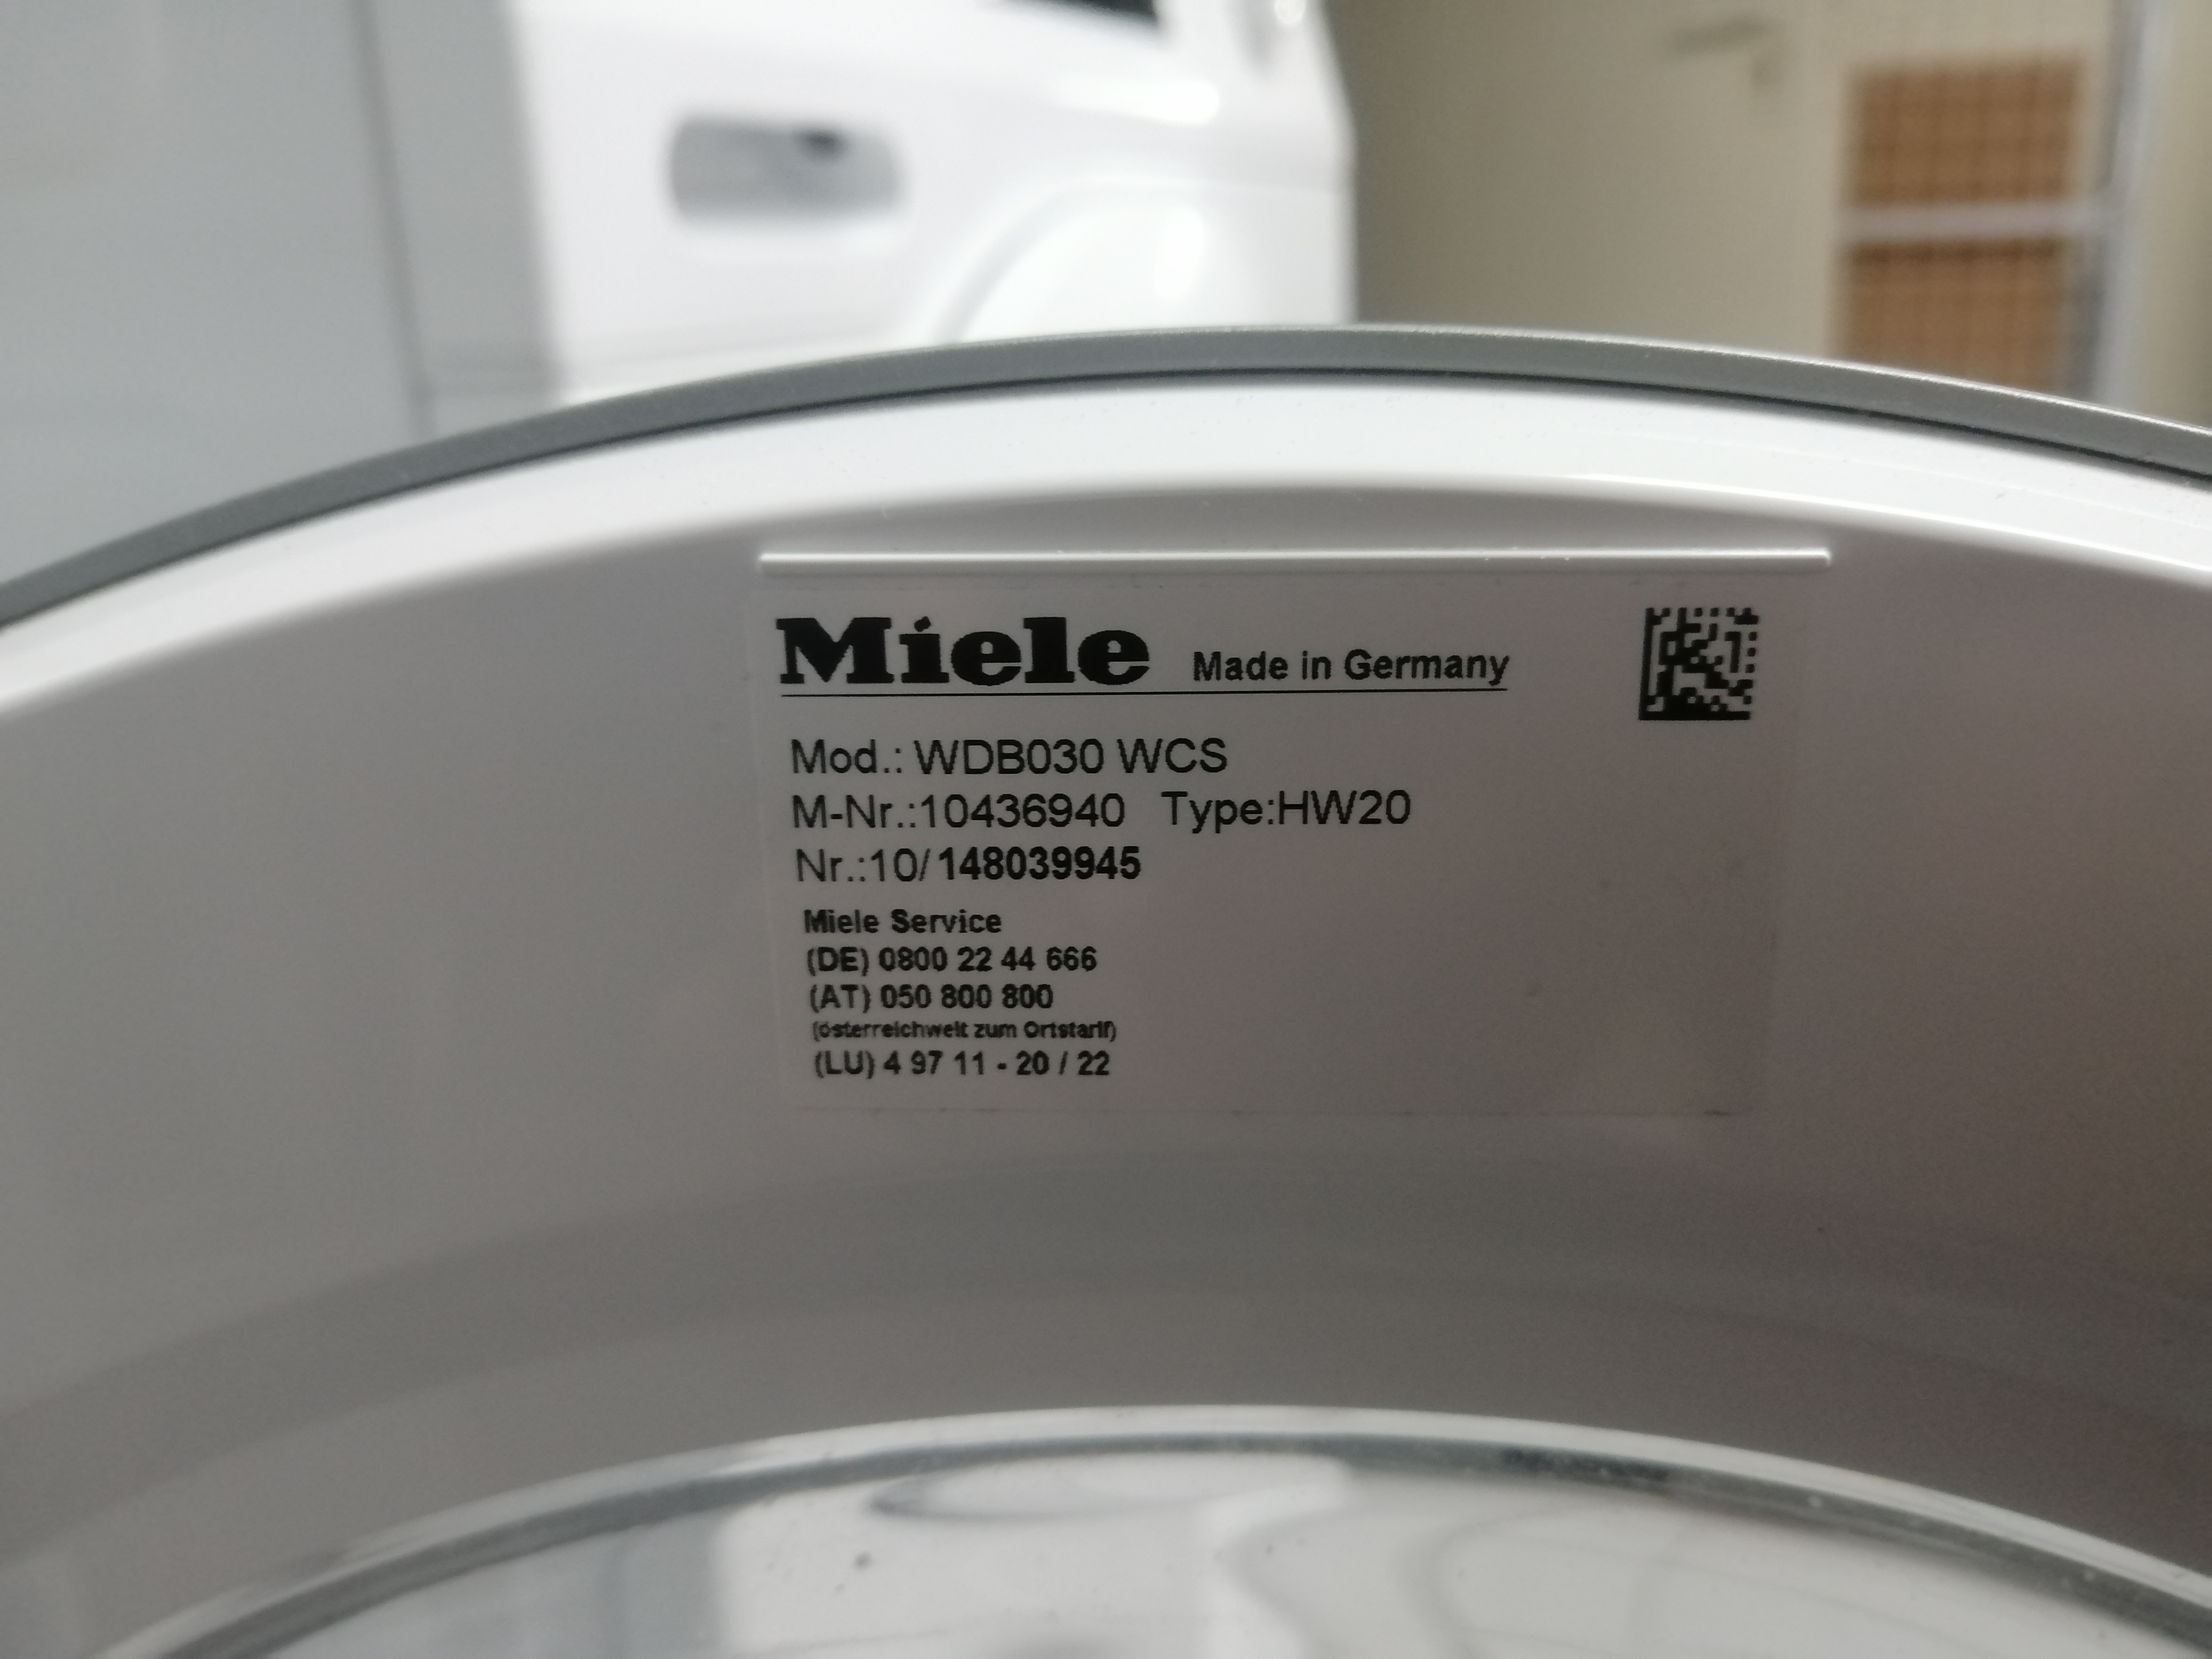 Miele Made in Germany
Mod.: WDB030 WCS
M-Nr.:10436940 Type:HW20
Nr.:10/148039945
Miele Service
(DE) 0800 22 44 666
(AT) 050 800 800
(österreichweit zum Ortstarif)
(LU) 4 97 11 - 20 / 22